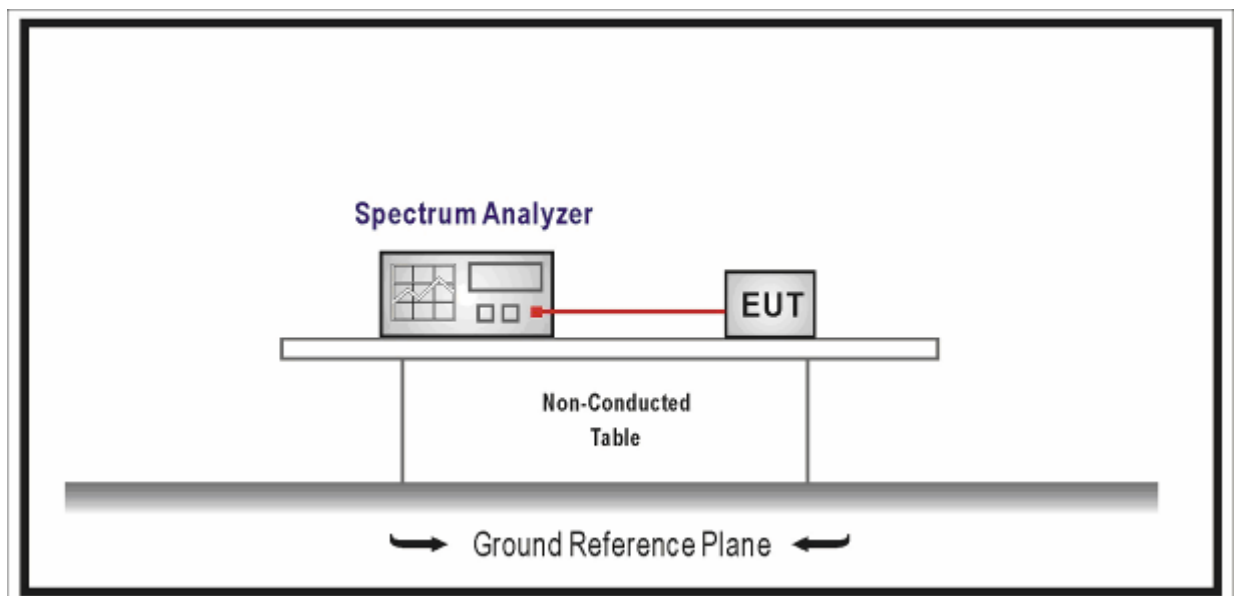 Spectrum Analyzer
EUT
Non-Conducted
Table
Ground Reference Plane